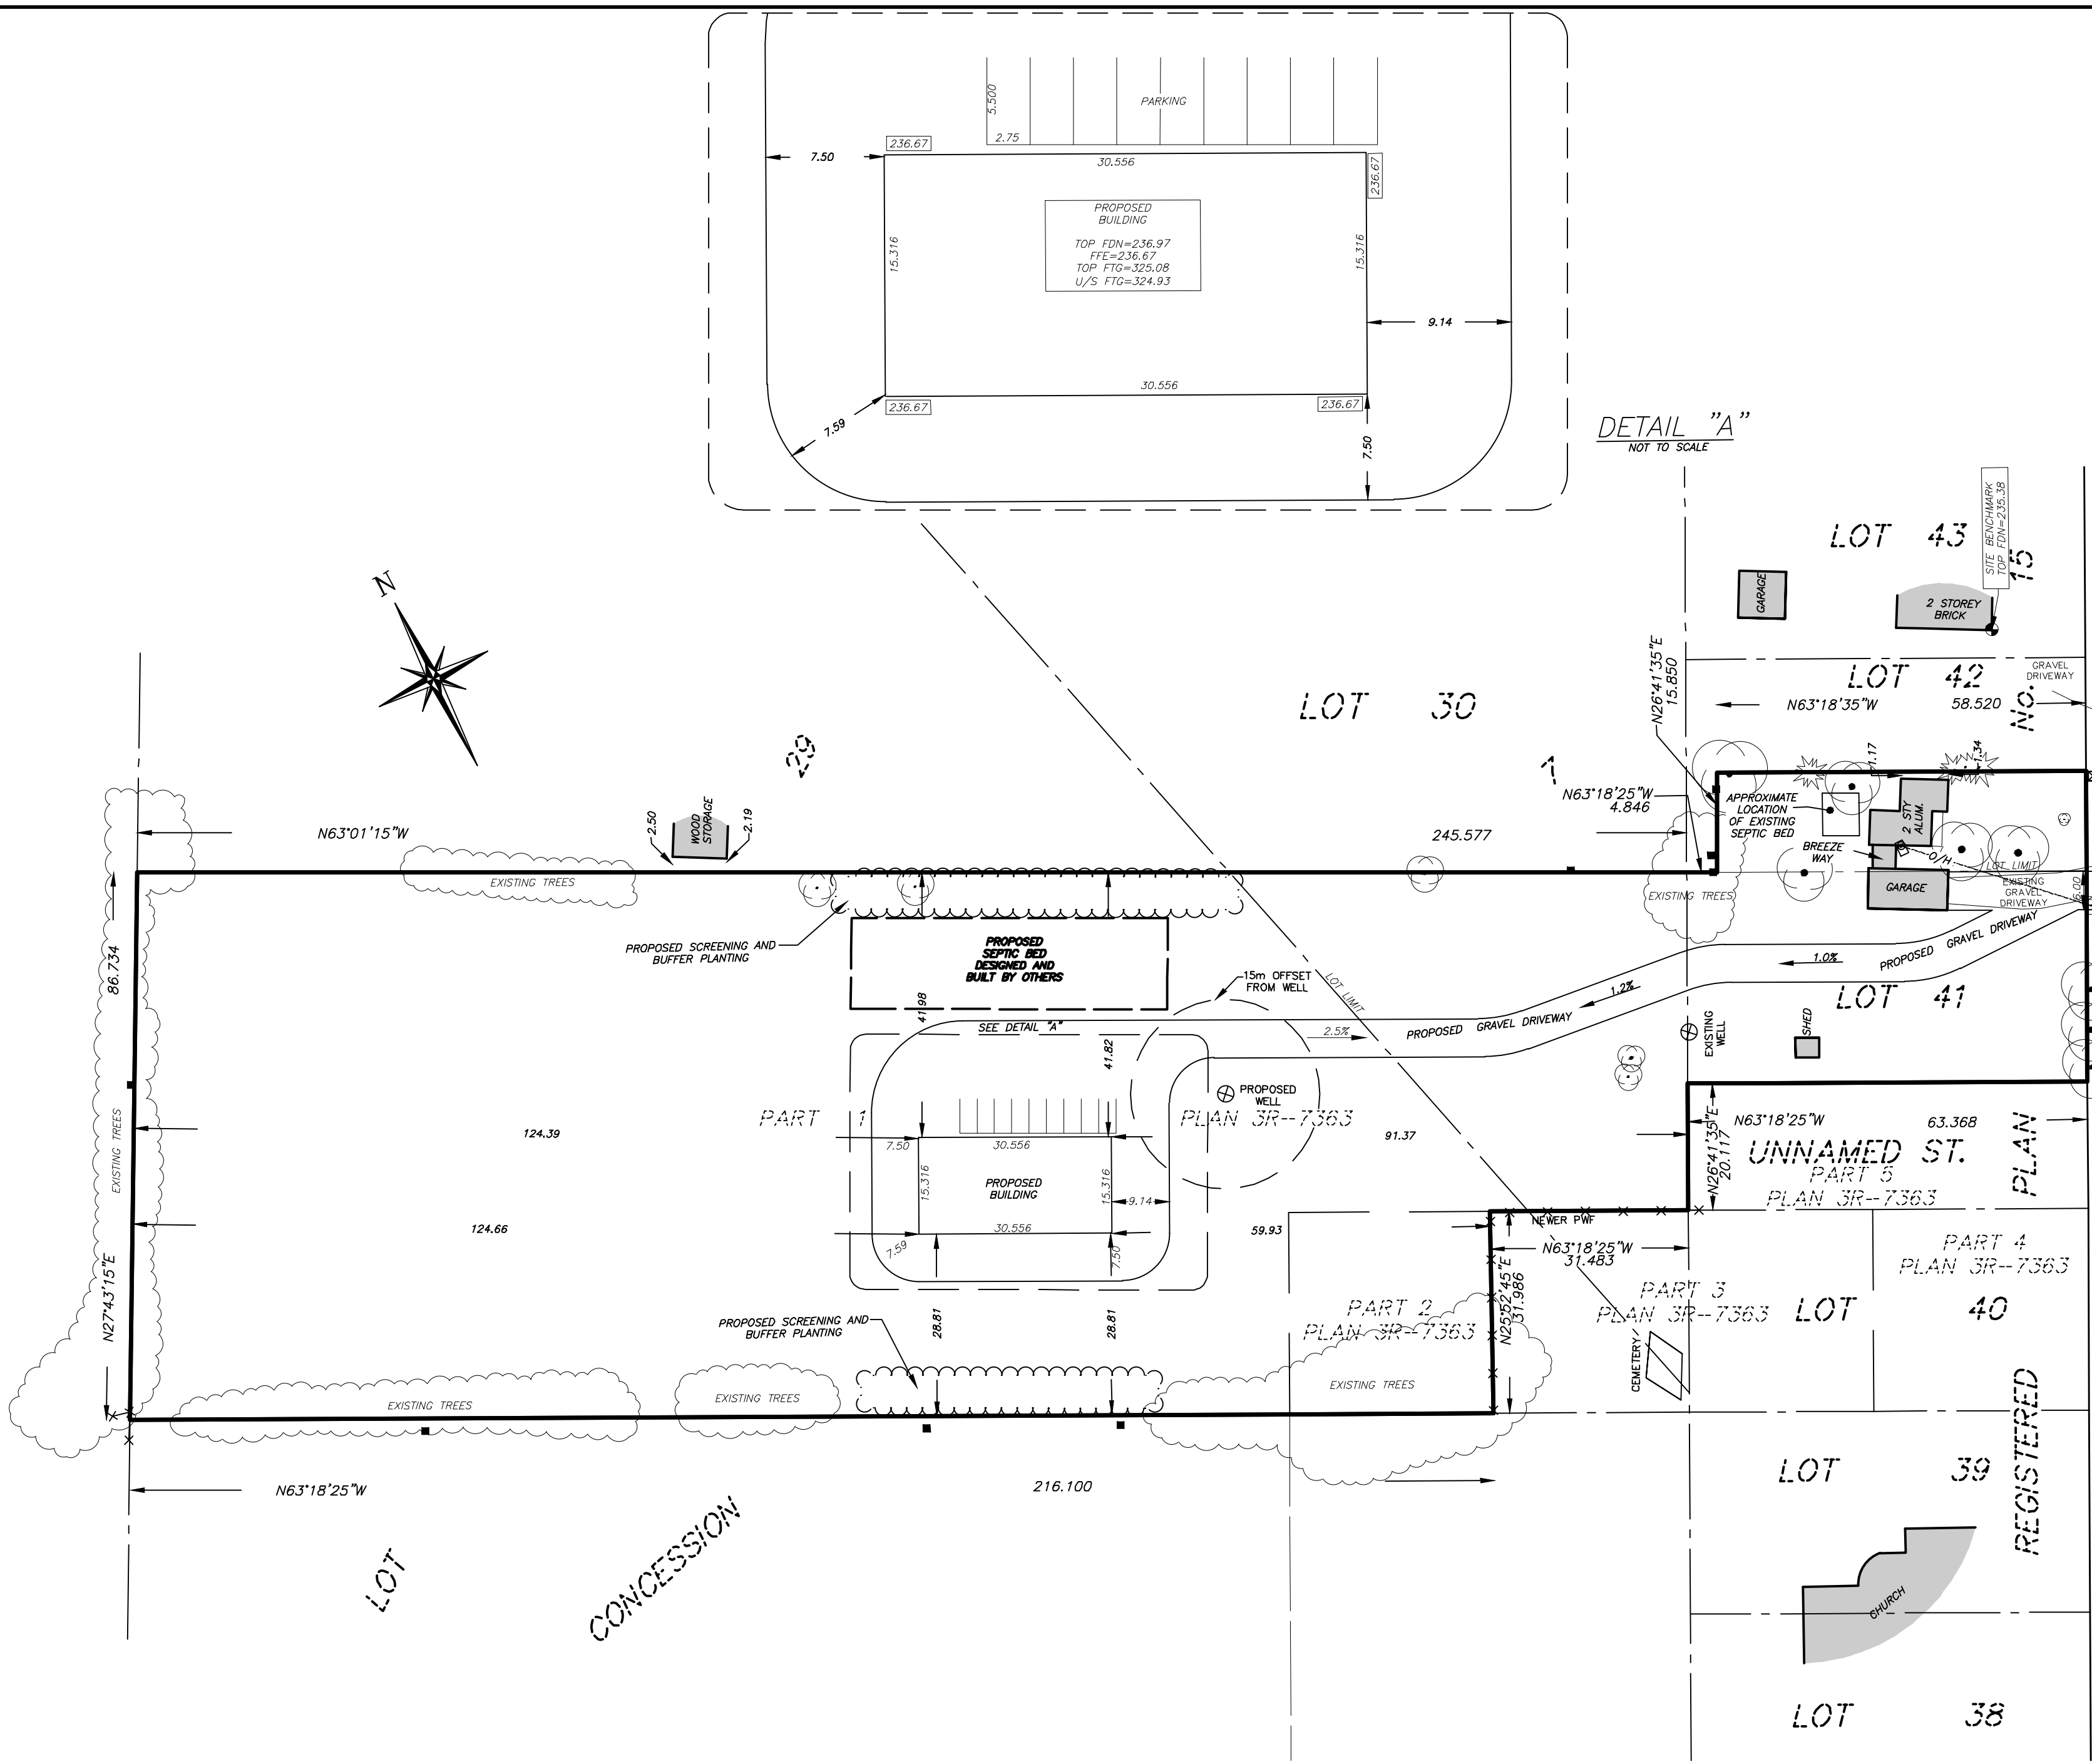 PARKING
5.500
2.75
236.67
30.556
236.67
7.50
PROPOSED
BUILDING
TOP FDN=236.97
FFE=236.67
TOP FTG=325.08
U/S FTG=324.93
15.316
15.316
9.14
30.556
236.67
236.67
7.59
7.50
DETAIL "A"
NOT TO SCALE
SITE BENCHMARK
TOP FDN=235.38
LOT 43
15
GARAGE
2 STOREY
BRICK
N
LOT 42
GRAVEL
DRIVEWAY
N26°41'35"E
15.850
N63°18'35"W 58.520
No.
LOT 30
29
1
N63°18'25"W
4.846
1.17
1.34
APPROXIMATE
LOCATION
OF EXISTING
SEPTIC BED
2 STY
ALUM.
N63°01'15"W
2.50
WOOD
STORAGE
2.19
245.577
BREEZE
WAY
O/H
LOT LIMIT
EXISTING TREES
EXISTING TREES
GARAGE
EXISTING
GRAVEL
DRIVEWAY
6.00
PROPOSED SCREENING AND
BUFFER PLANTING
PROPOSED
SEPTIC BED
DESIGNED AND
BUILT BY OTHERS
86.734
15m OFFSET
FROM WELL
LOT LIMIT
1.0%
PROPOSED GRAVEL DRIVEWAY
1.2%
LOT 41
41.98
SEE DETAIL "A"
2.5%
PROPOSED GRAVEL DRIVEWAY
EXISTING
WELL
SHED
41.82
PROPOSED
WELL
PART 1
PLAN 3R--7363
EXISTING TREES
124.39
7.50
30.556
91.37
N63°18'25"W 63.368
N26°41'35"E
20.117
UNNAMED ST.
PART 5
PLAN 3R--7363
PLAN
15.316
PROPOSED
BUILDING
15.316
9.14
124.66
30.556
59.93
NEWER PWF
7.59
7.50
N63°18'25"W
31.483
PART 4
PLAN 3R--7363
N27°43'15"E
N25°52'45"E
31.986
PART 3
PLAN 3R--7363
LOT 40
PART 2
PLAN 3R--7363
28.81
28.81
PROPOSED SCREENING AND
BUFFER PLANTING
CEMETERY
EXISTING TREES
EXISTING TREES
EXISTING TREES
LOT 39
REGISTERED
N63°18'25"W
216.100
LOT
CONCESSION
CHURCH
LOT 38